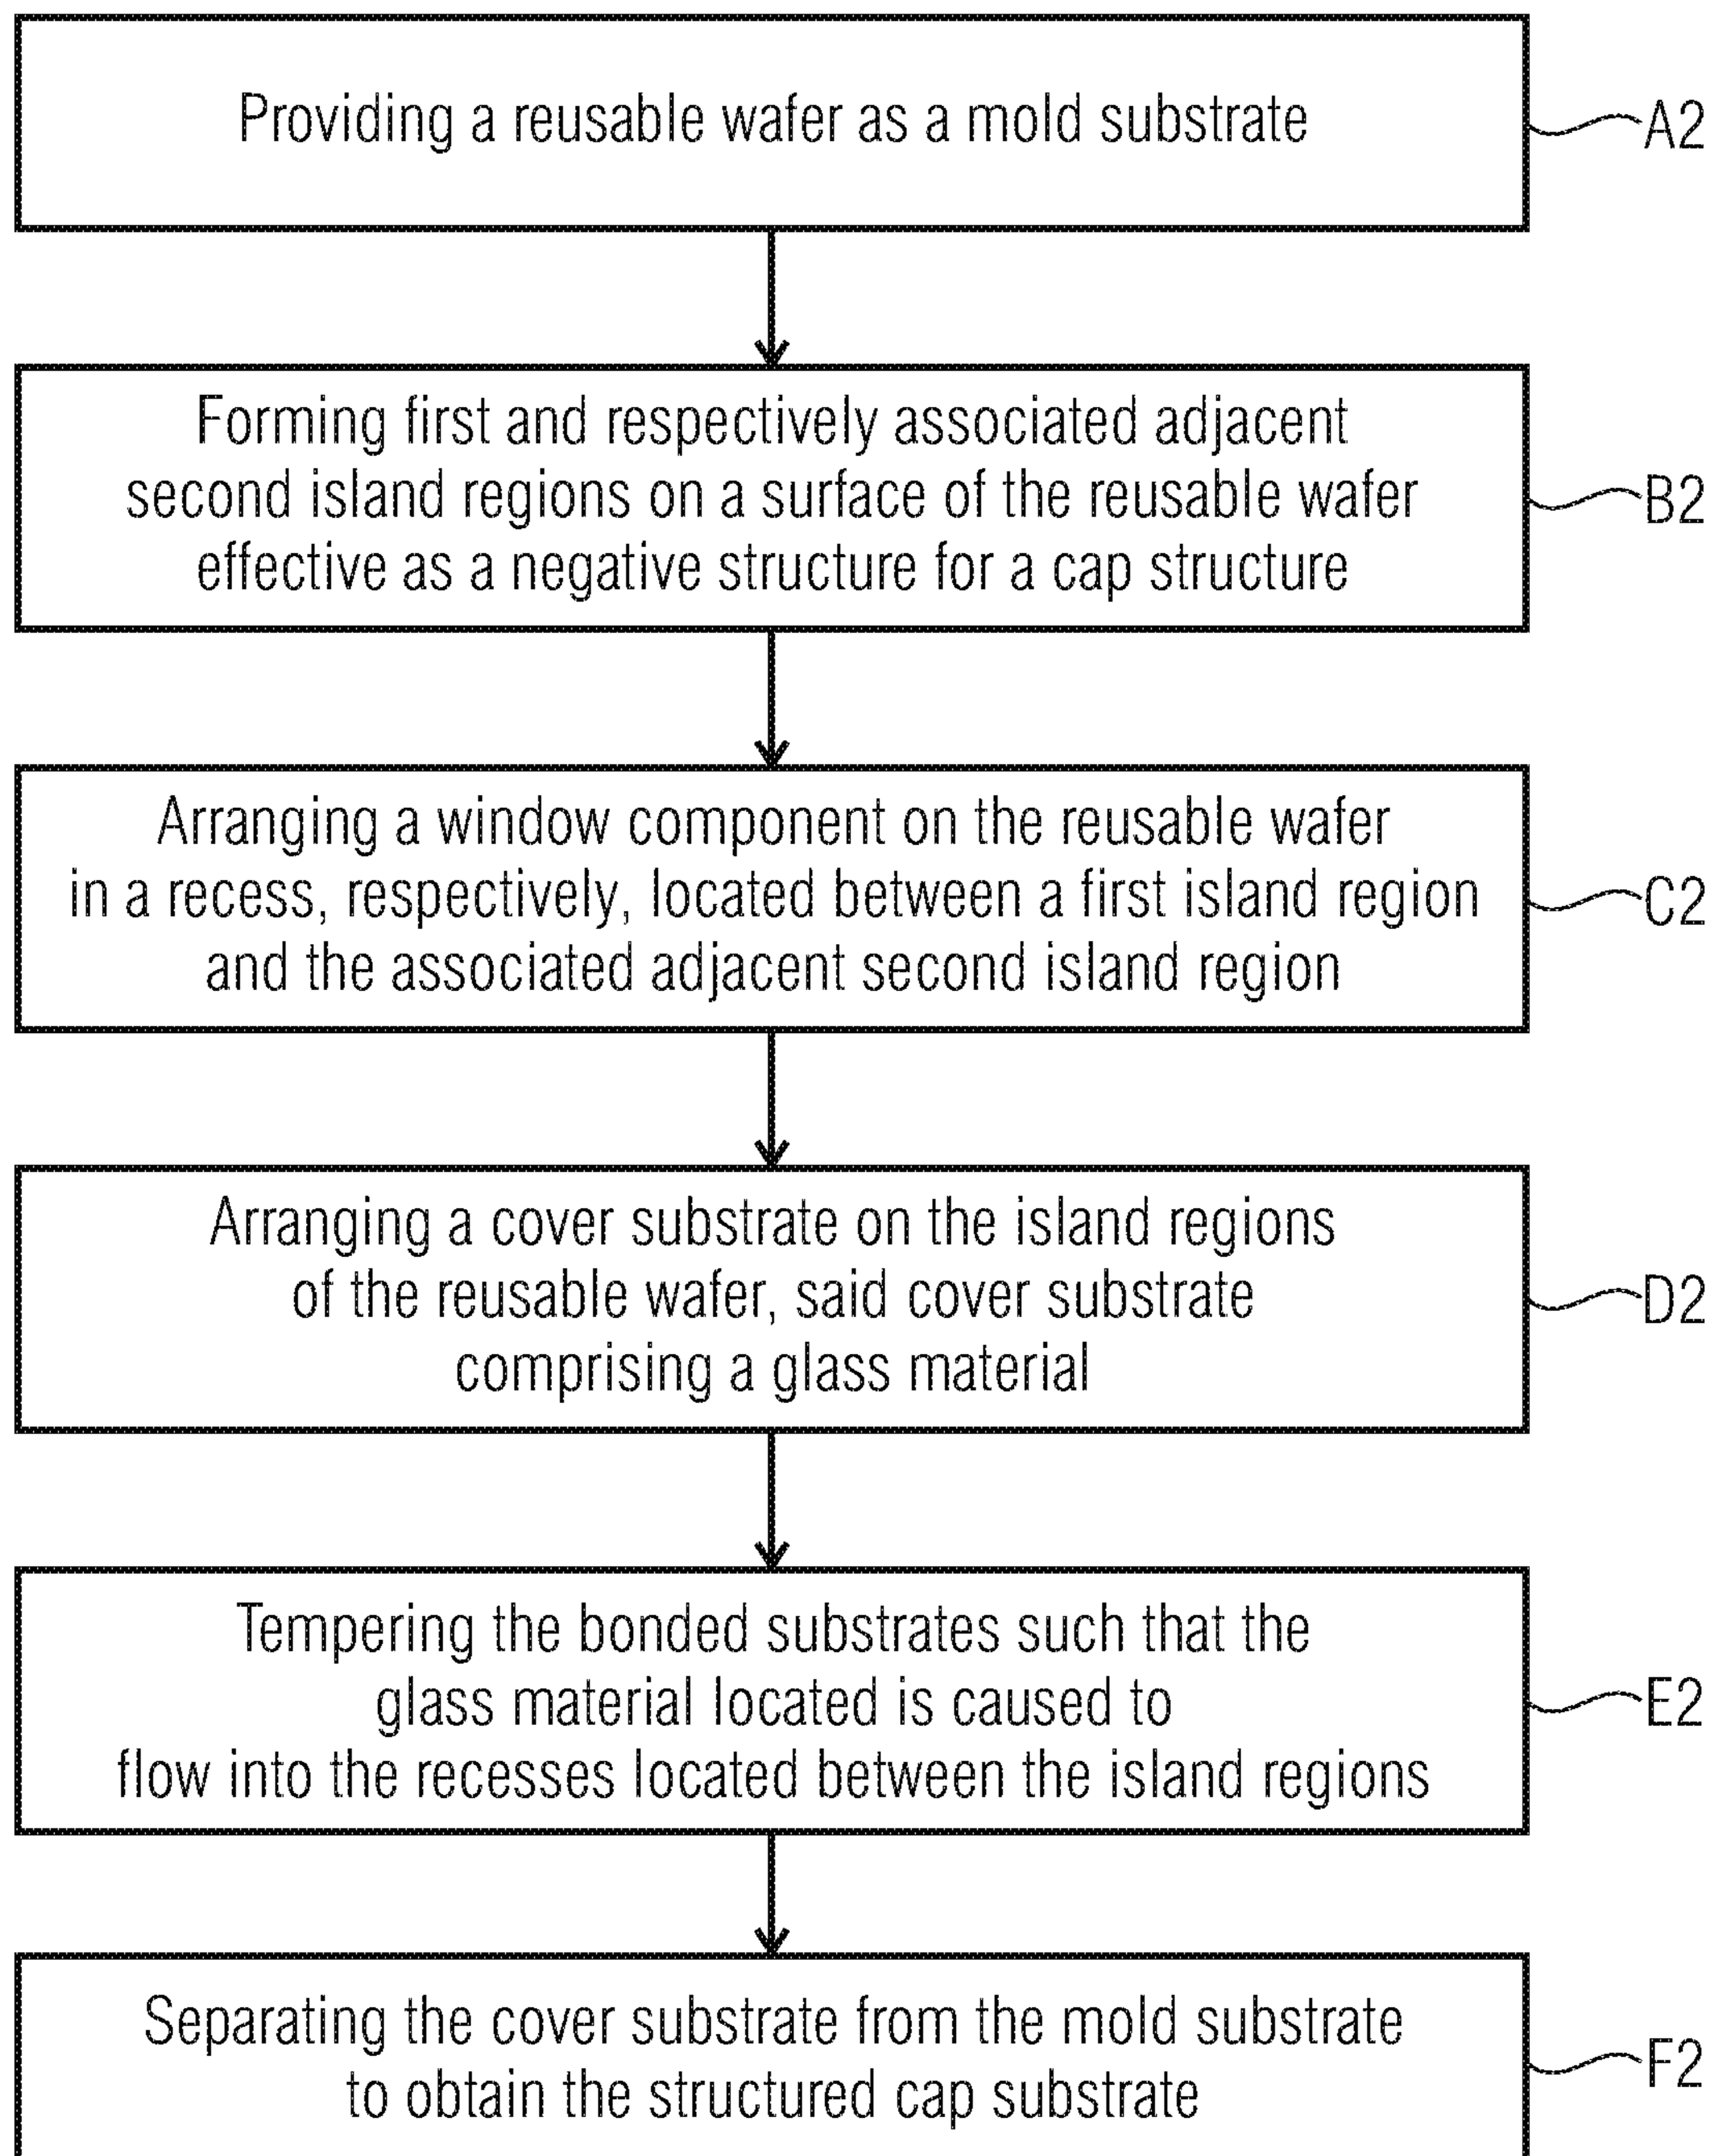 Providing a reusable wafer as a mold substrate
A2
Forming first and respectively associated adjacent
second island regions on a surface of the reusable wafer
effective as a negative structure for a cap structure
B2
Arranging a window component on the reusable wafer
in a recess, respectively, located between a first island region
and the associated adjacent second island region
C2
Arranging a cover substrate on the island regions
of the reusable wafer, said cover substrate
comprising a glass material
D2
Tempering the bonded substrates such that the
glass material located is caused to
flow into the recesses located between the island regions
E2
Separating the cover substrate from the mold substrate
to obtain the structured cap substrate
F2